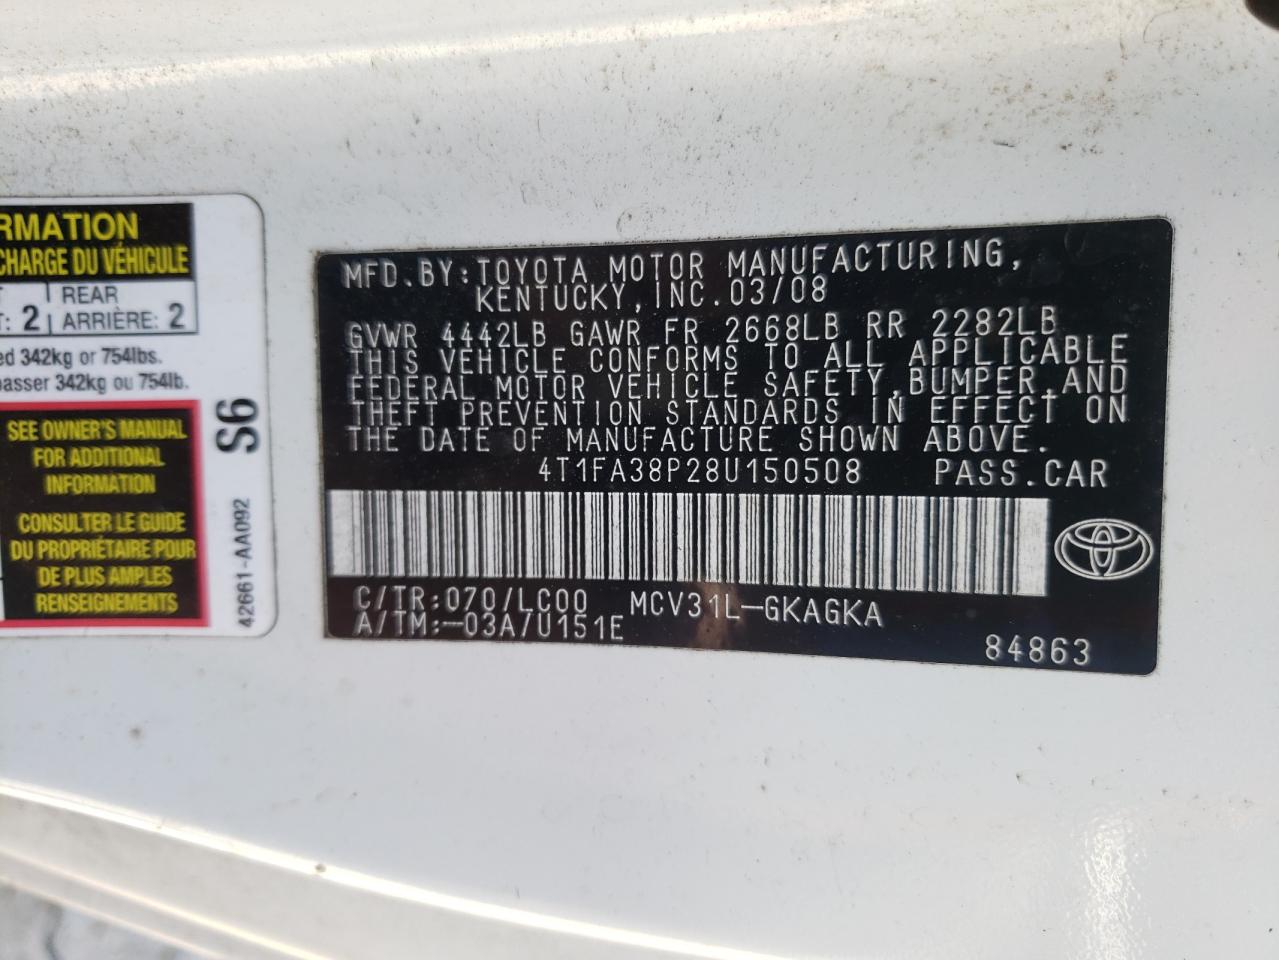 RMATION
CHARGE DU VÉHICULE
REAR
: 2 ARRIÈRE: 2
342kg or 754lbs.
342kg ou 754lb.
SEE OWNER'S MANUAL
FOR ADDITIONAL
INFORMATION
CONSULTER LE GUIDE
DU PROPRIÉTAIRE POUR
DE PLUS AMPLES
RENSEIGNEMENTS
S6
42661-AA092
MFD.BY:TOYOTA MOTOR MANUFACTURING,
KENTUCKY,INC.03/08
GVWR 4442LB GAWR FR 2668LB RR 2282LB
THIS VEHICLE CONFORMS TO ALL APPLICABLE
FEDERAL MOTOR VEHICLE SAFETY,BUMPER,AND
THEFT PREVENTION STANDARDS IN EFFECT ON
THE DATE OF MANUFACTURE SHOWN ABOVE.
4T1FA38P28U150508 PASS.CAR
C/TR:070/LC00 MCV31L-GKAGKA
A/TM:-03A/U151E
84863